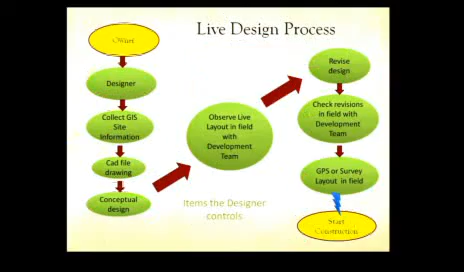 Live Design Process
Designer
Collect GIS
Site
Information
Cad file
drawing
Conceptual
design
Observe Live
Layout in field
with
Development
Team
Items the Designer
controls
Revise
design
Check revisions
in field with
Development
Team
GPS or Survey
Layout in field
Start
Construction